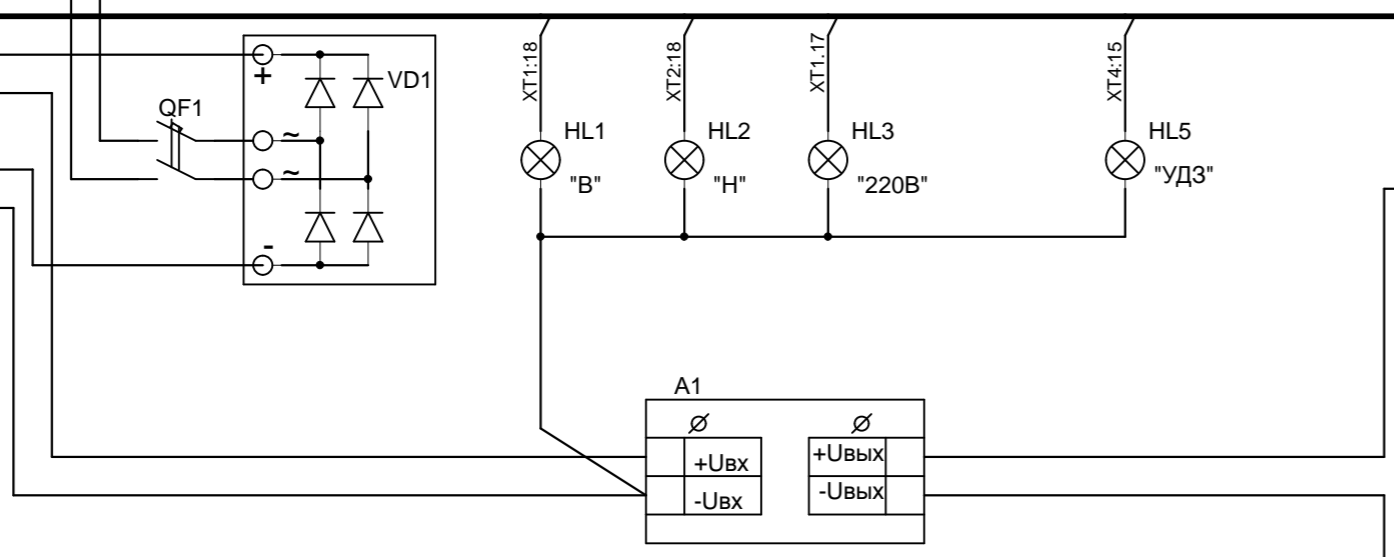 XT1:18
XT2:18
XT1.17
XT4:15
+
VD1
QF1
~
~
-
HL1
"В"
HL2
"Н"
HL3
"220В"
HL5
"УДЗ"
A1
+Uвх
-Uвх
+Uвых
-Uвых